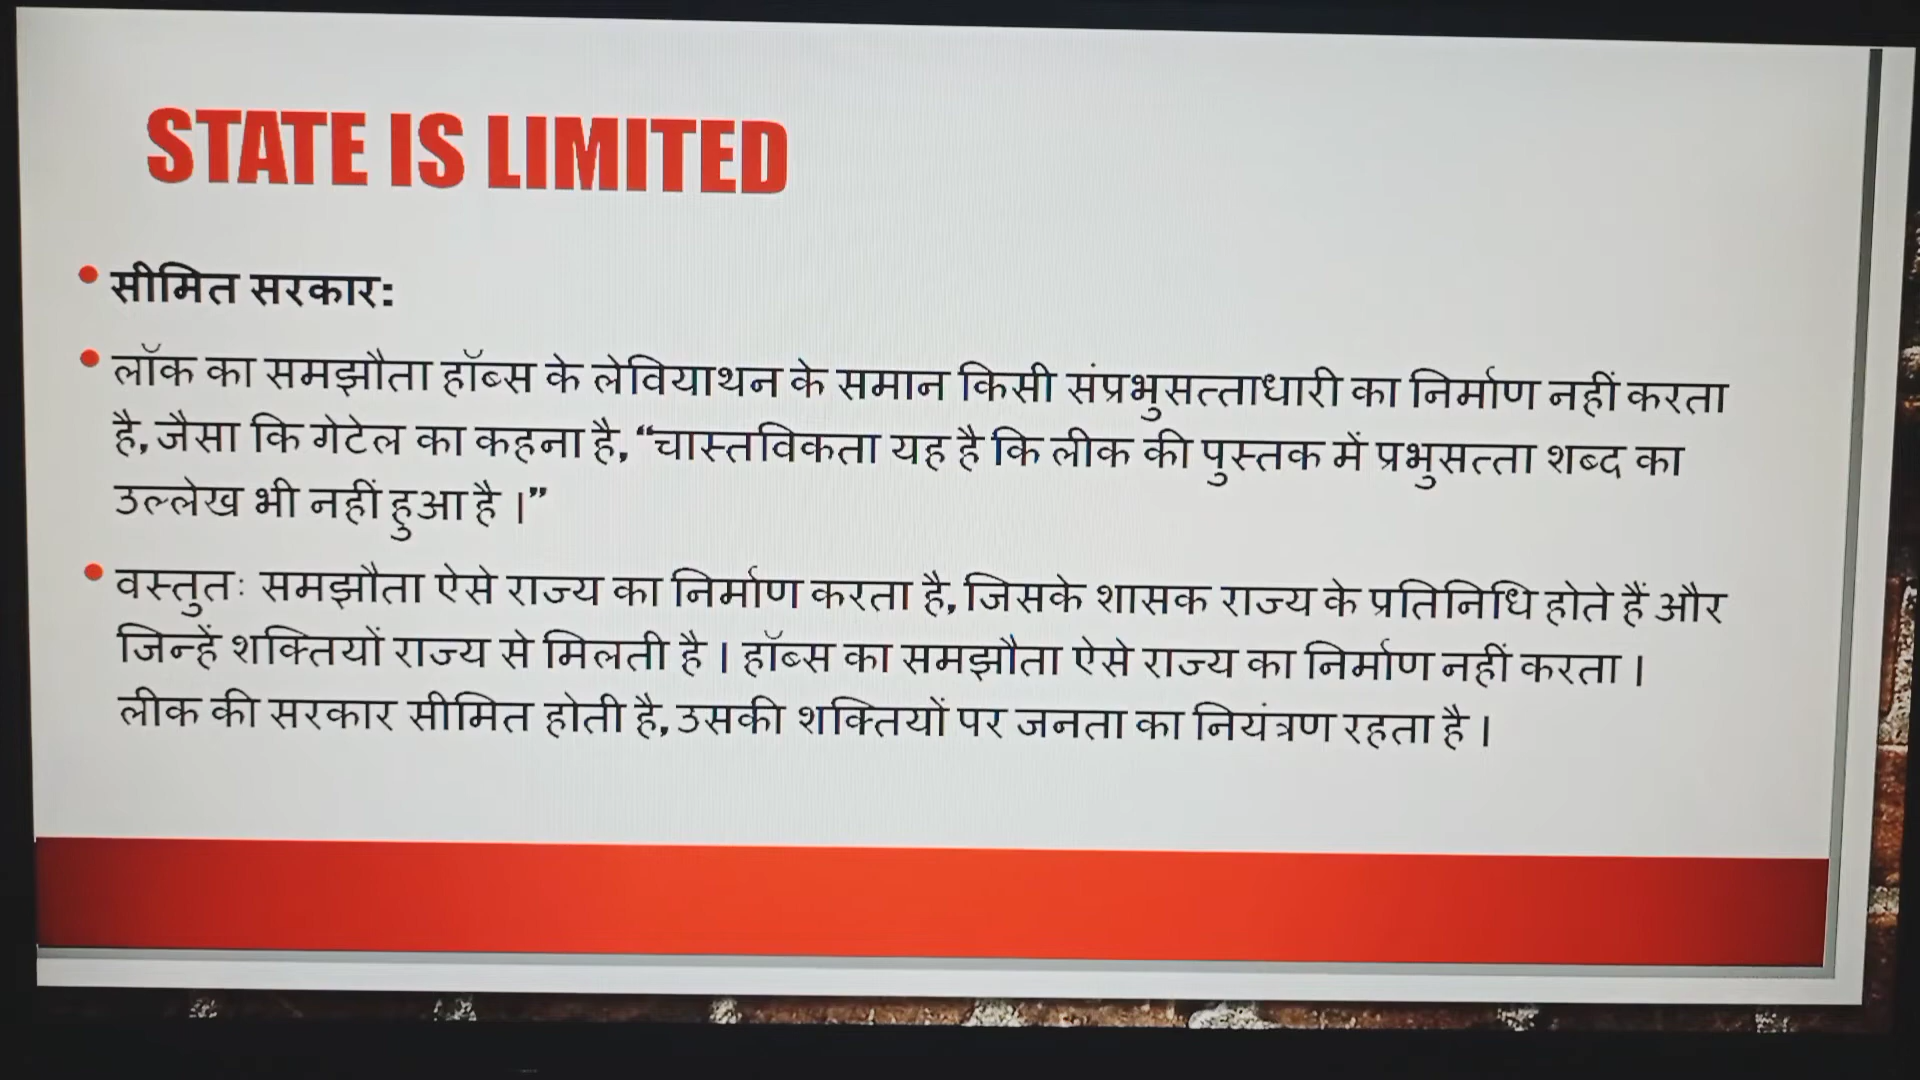 STATE IS LIMITED
सीमित सरकार:
लॉक का समझौता हॉब्स के लेवियाथन के समान किसी संप्रभुसत्ताधारी का निर्माण नहीं करता
है, जैसा कि गेटेल का कहना है, “चास्तविकता यह है कि लीक की पुस्तक में प्रभुसत्ता शब्द का
उल्लेख भी नहीं हुआ है ।”
वस्तुतः समझौता ऐसे राज्य का निर्माण करता है, जिसके शासक राज्य के प्रतिनिधि होते हैं और
जिन्हें शक्तियों राज्य से मिलती है । हॉब्स का समझौता ऐसे राज्य का निर्माण नहीं करता ।
लीक की सरकार सीमित होती है, उसकी शक्तियों पर जनता का नियंत्रण रहता है ।